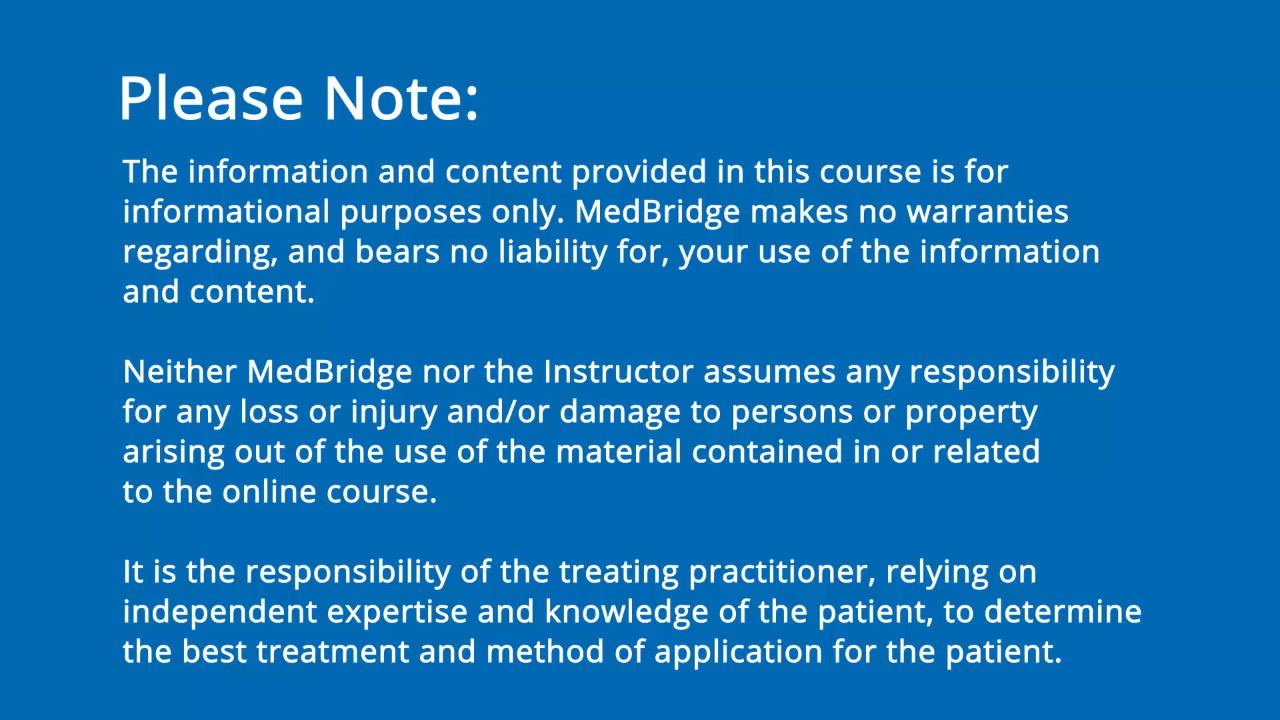 Please Note:
The information and content provided in this course is for
informational purposes only. MedBridge makes no warranties
regarding, and bears no liability for, your use of the information
and content.
Neither MedBridge nor the Instructor assumes any responsibility
for any loss or injury and/or damage to persons or property
arising out of the use of the material contained in or related
to the online course.
It is the responsibility of the treating practitioner, relying on
independent expertise and knowledge of the patient, to determine
the best treatment and method of application for the patient.